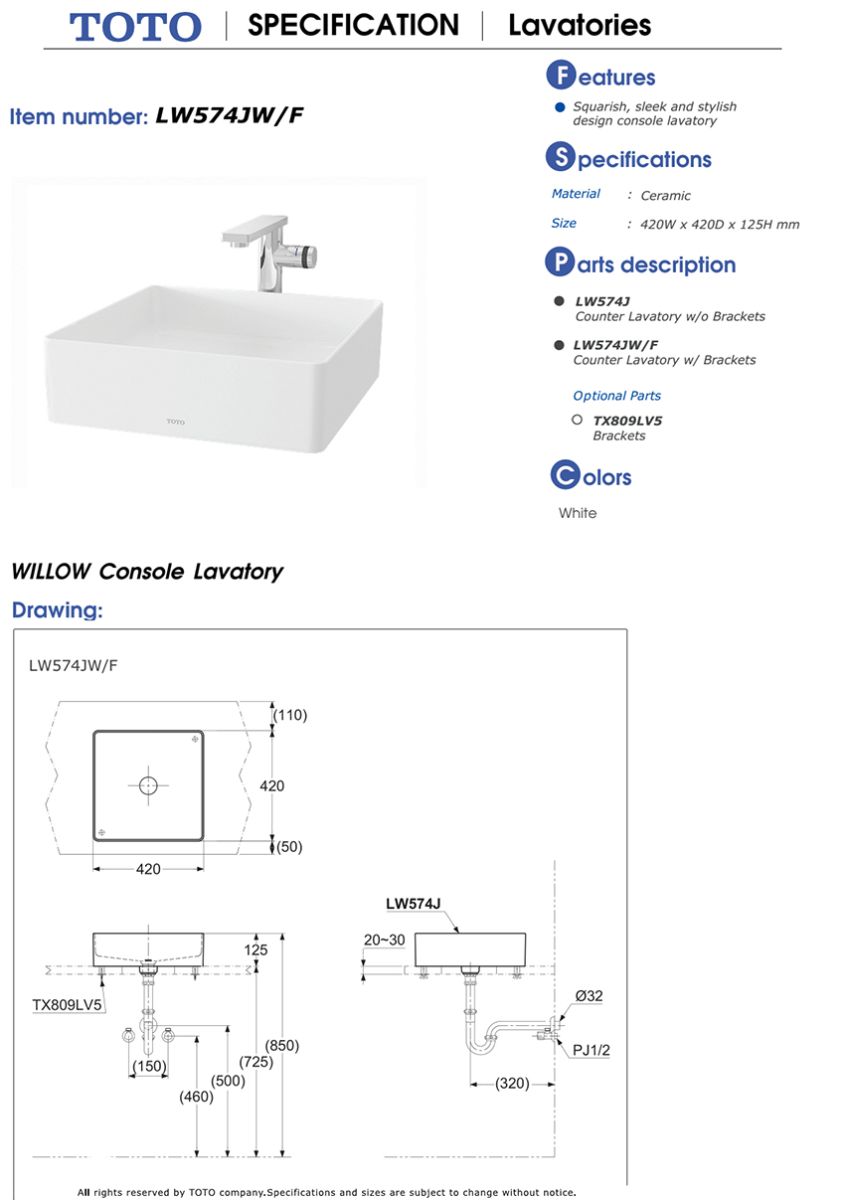 TOTO | SPECIFICATION | Lavatories
Item number: LW574JW/F
TOTO
Features
Squarish, sleek and stylish
design console lavatory
Specifications
Material : Ceramic
Size : 420W x 420D x 125H mm
Parts description
LW574J
Counter Lavatory w/o Brackets
LW574JW/F
Counter Lavatory w/ Brackets
Optional Parts
TX809LV5
Brackets
Colors
White
WILLOW Console Lavatory
Drawing:
LW574JW/F
(110)
420
(50)
420
125
TX809LV5
(150)
(460)
(500)
(725)
(850)
LW574J
20~30
Ø32
PJ1/2
(320)
All rights reserved by TOTO company.Specifications and sizes are subject to change without notice.